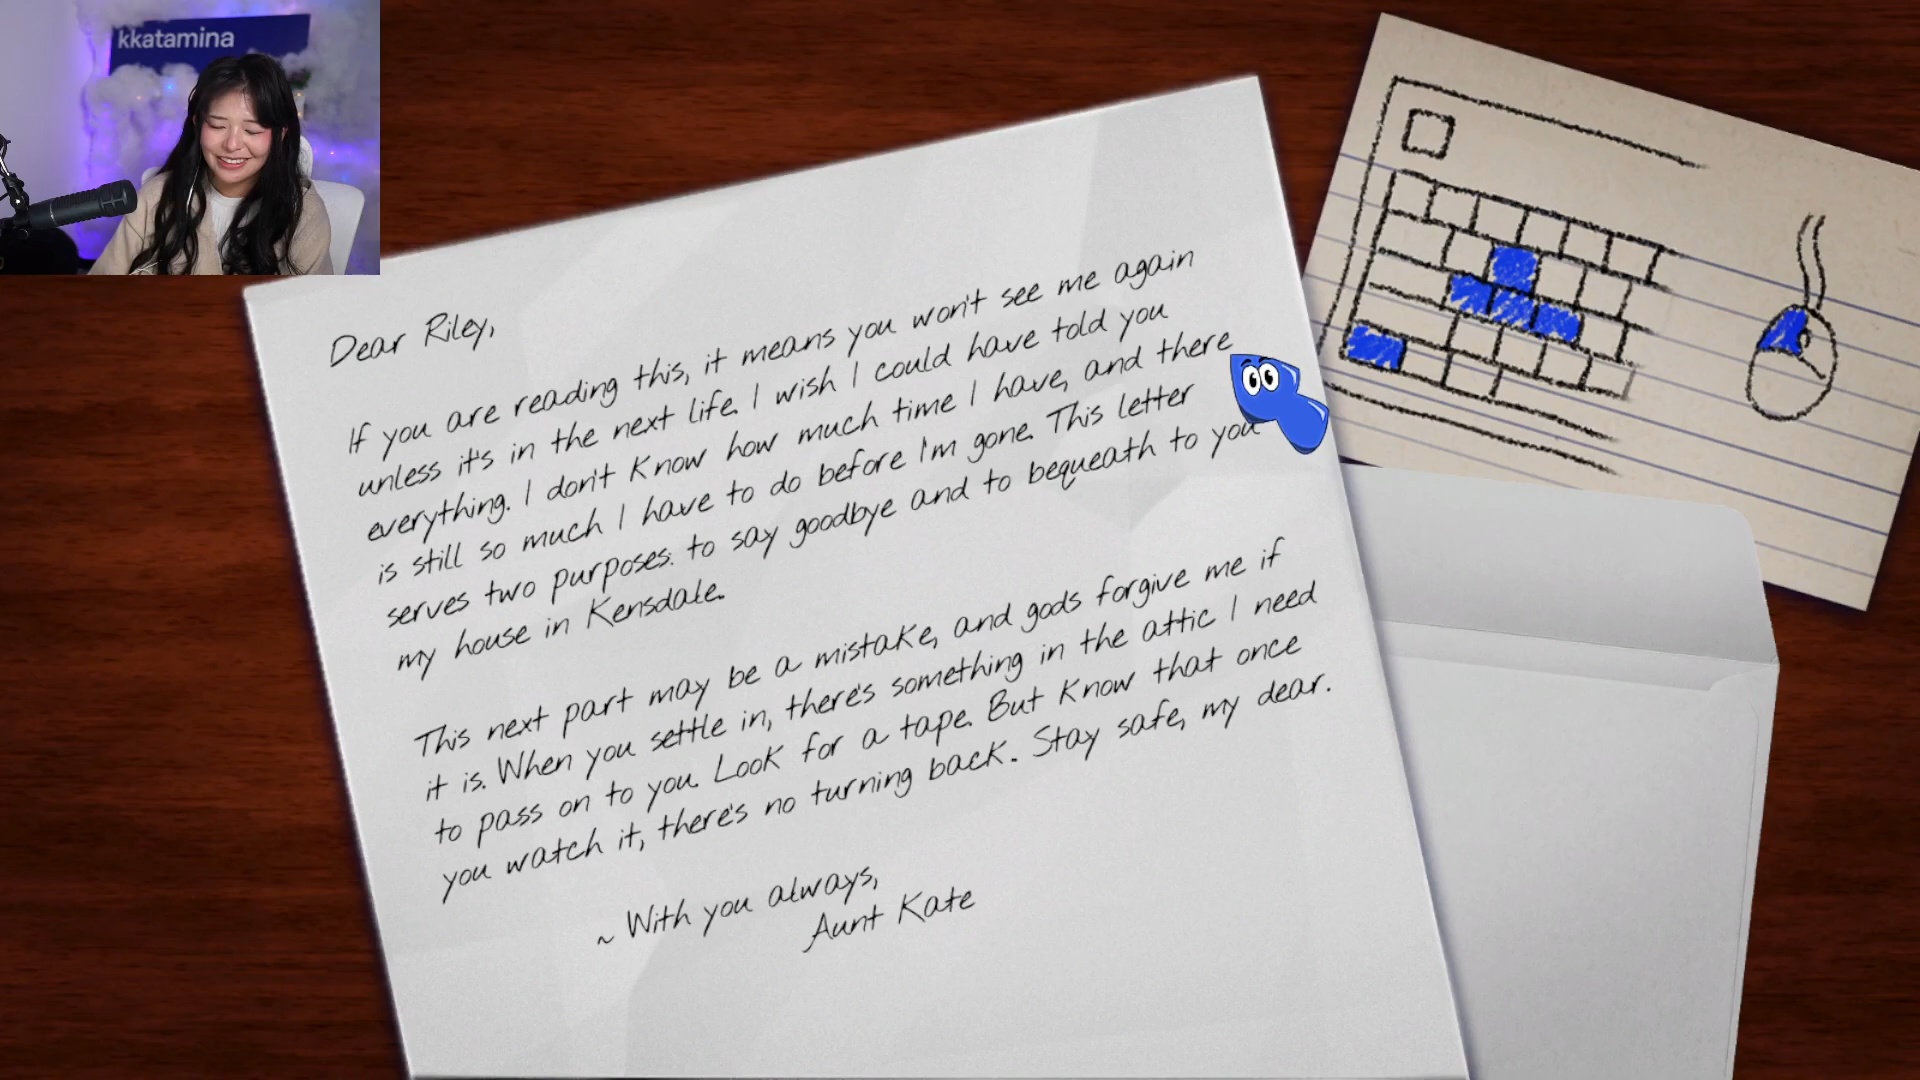 kkatamina
Dear Riley,
If you are reading this, it means you won't see me again
unless it's in the next life. I wish I could have told you
everything. I don't know how much time I have, and there
is still so much I have to do before I'm gone. This letter
serves two purposes: to say goodbye and to bequeath to you
my house in Kensdale.
This next part may be a mistake, and gods forgive me if
it is. When you settle in, there's something in the attic I need
to pass on to you. Look for a tape. But know that once
you watch it, there's no turning back. Stay safe, my dear.
~ With you always,
Aunt Kate